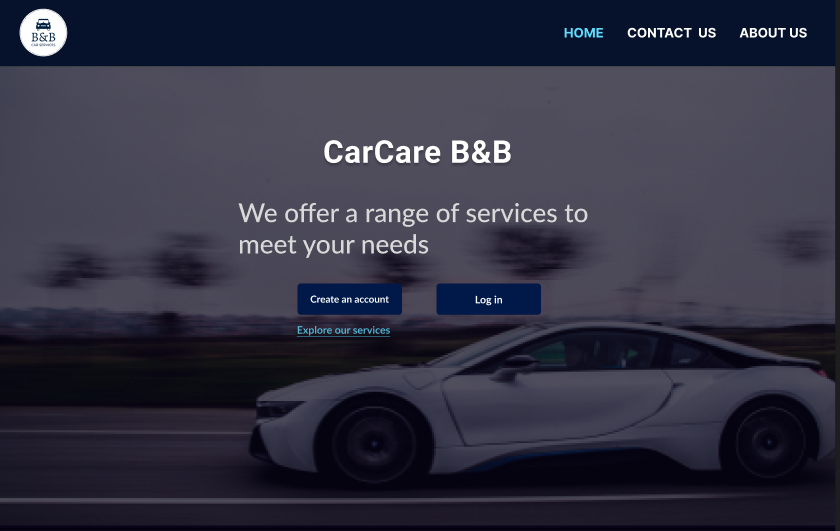 B&B
CAR SERVICES
HOME CONTACT US ABOUT US
CarCare B&B
We offer a range of services to
meet your needs
Create an account Log in
Explore our services